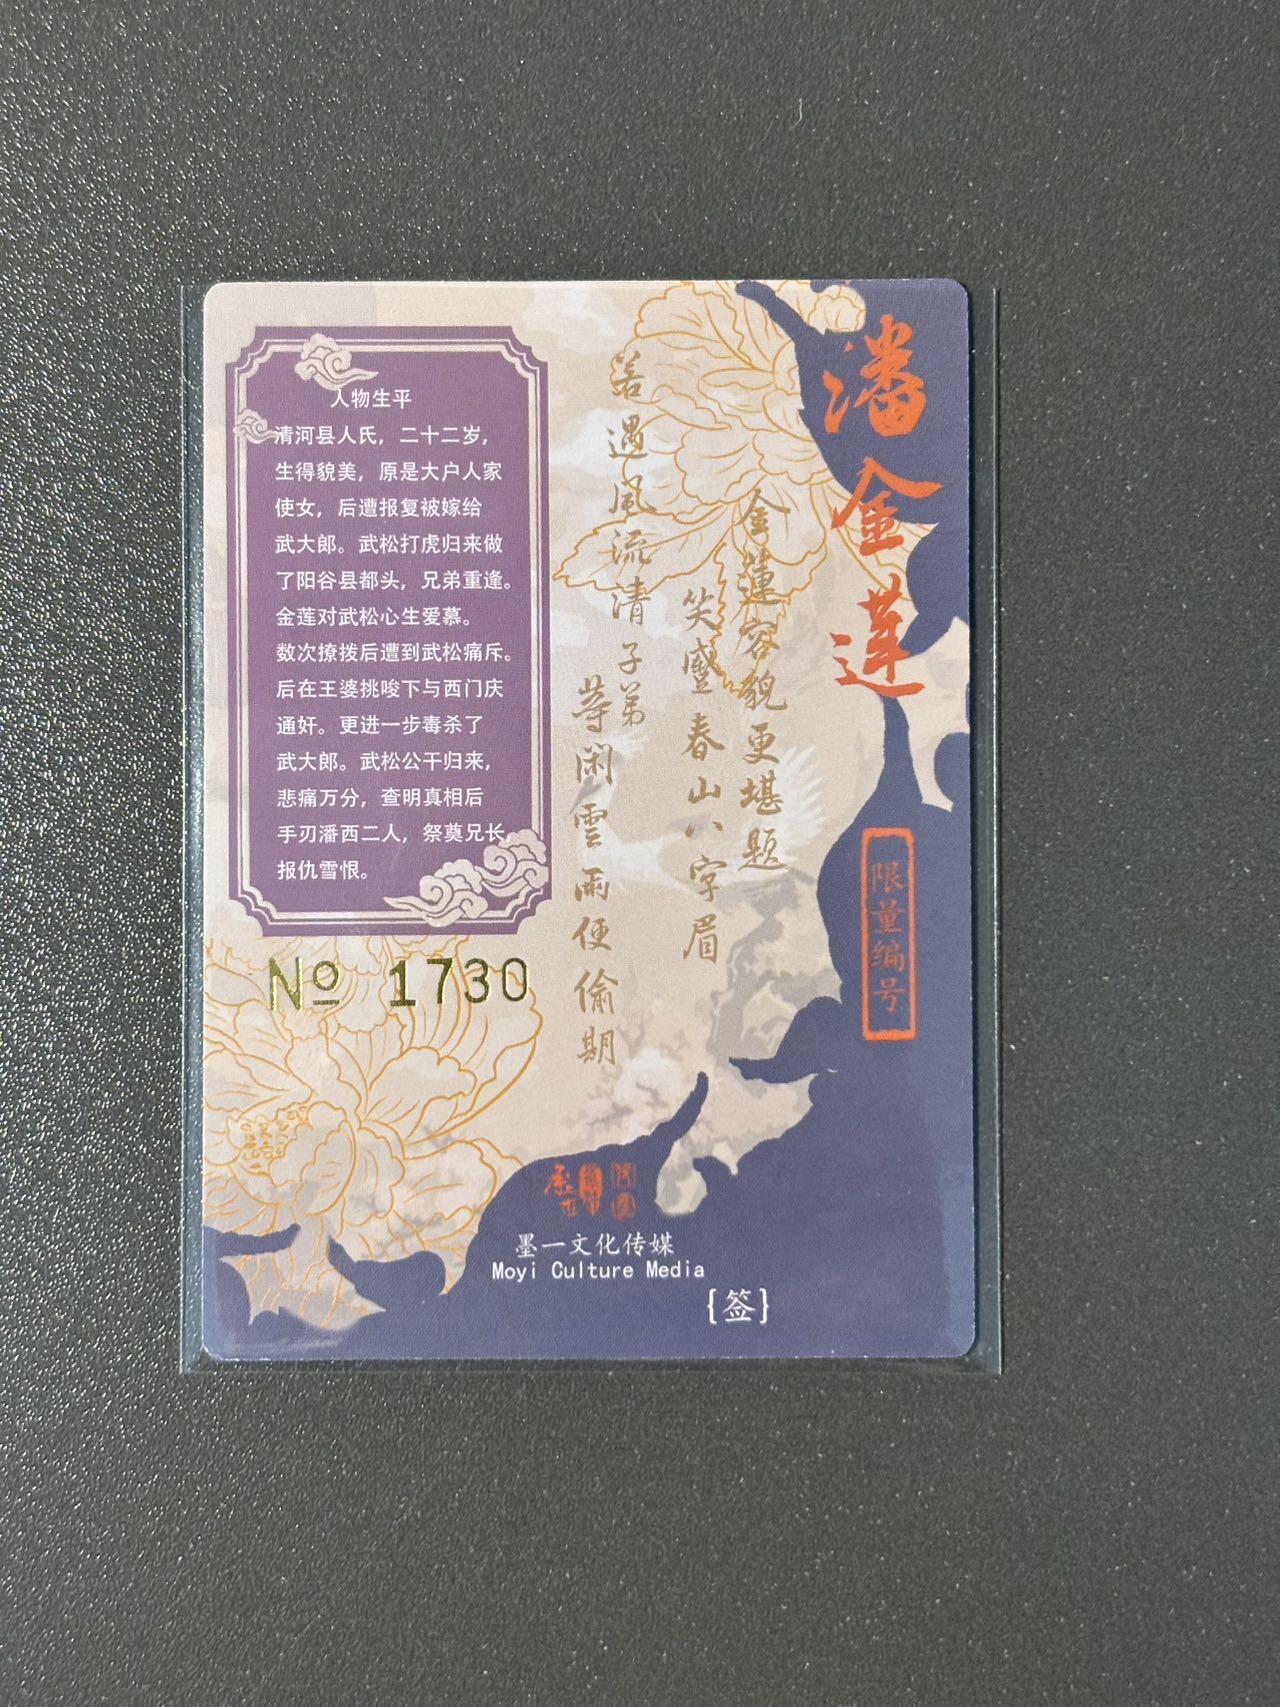 潘金莲
限量编号
金蓮容貌更堪题
笑蹙春山八字眉
若遇风流清子弟
等闲雲雨便偷期
人物生平
清河县人氏，二十二岁，
生得貌美，原是大户人家
使女，后遭报复被嫁给
武大郎。武松打虎归来做
了阳谷县都头，兄弟重逢。
金莲对武松心生爱慕。
数次撩拨后遭到武松痛斥。
后在王婆挑唆下与西门庆
通奸。更进一步毒杀了
武大郎。武松公干归来，
悲痛万分，查明真相后
手刃潘西二人，祭奠兄长，
报仇雪恨。
No 1730
墨一文化传媒
Moyi Culture Media
{签}